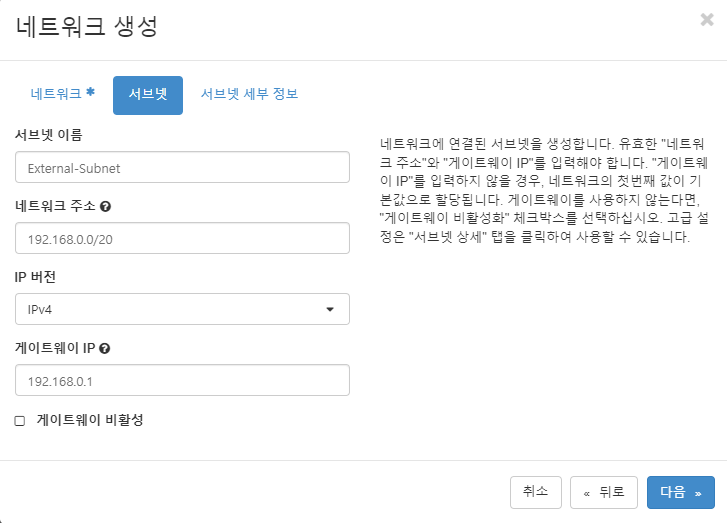 네트워크 생성
×
네트워크 *
서브넷
서브넷 세부 정보
서브넷 이름
External-Subnet
네트워크 주소 ?
192.168.0.0/20
IP 버전
IPv4
게이트웨이 IP ?
192.168.0.1
게이트웨이 비활성
네트워크에 연결된 서브넷을 생성합니다. 유효한 "네트워
크 주소"와 "게이트웨이 IP"를 입력해야 합니다. "게이트웨
이 IP"를 입력하지 않을 경우, 네트워크의 첫번째 값이 기
본값으로 할당됩니다. 게이트웨이를 사용하지 않는다면,
"게이트웨이 비활성화" 체크박스를 선택하십시오. 고급 설
정은 "서브넷 상세" 탭을 클릭하여 사용할 수 있습니다.
취소
« 뒤로
다음 »